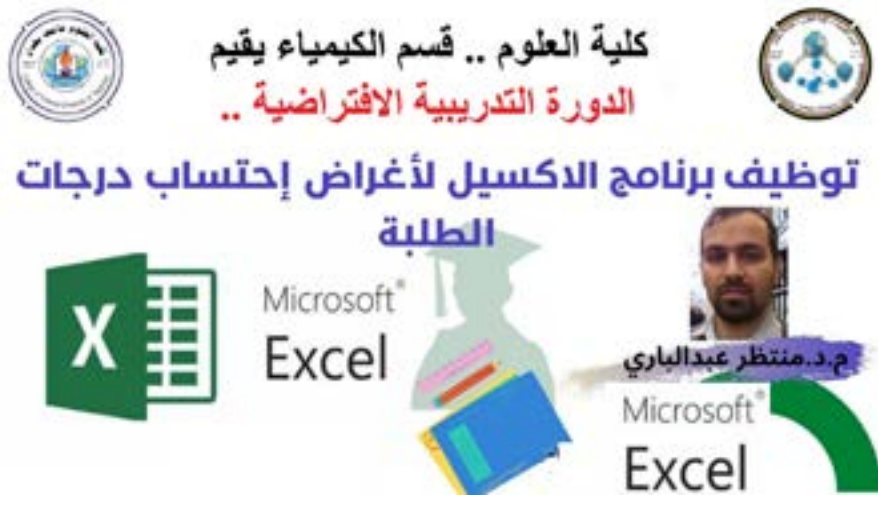 كلية العلوم .. قسم الكيمياء يقيم
الدورة التدريبية الافتراضية ..
توظيف برنامج الاكسيل لأغراض إحتساب درجات
الطلبة
X
Microsoft®
Excel
م.د.منتظر عبدالباري
Microsoft®
Excel